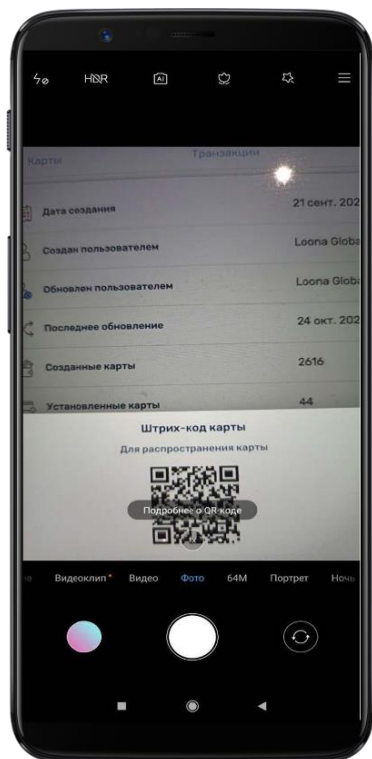 HDR
AI
Карты Транзакции
Дата создания 21 сент. 202
Создан пользователем Loona Globa
Обновлен пользователем Loona Globa
Последнее обновление 24 окт. 202
Созданные карты 2616
Установленные карты 44
Штрих-код карты
Для распространения карты
Подробнее о QR-коде
Видеоклип Видео Фото 64M Портрет Ночь